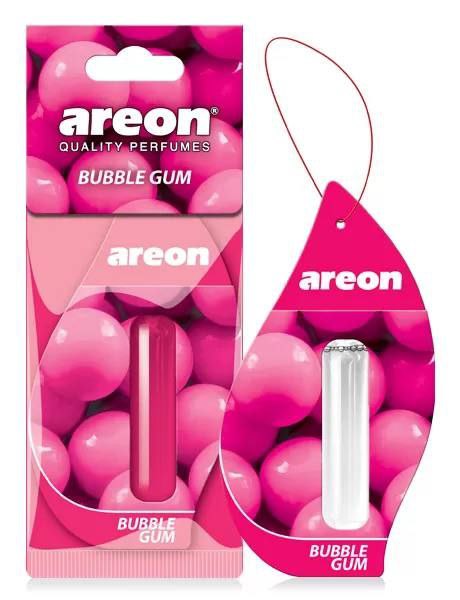 areon®
QUALITY PERFUMES
BUBBLE GUM
areon
BUBBLE
GUM
areon
BUBBLE
GUM